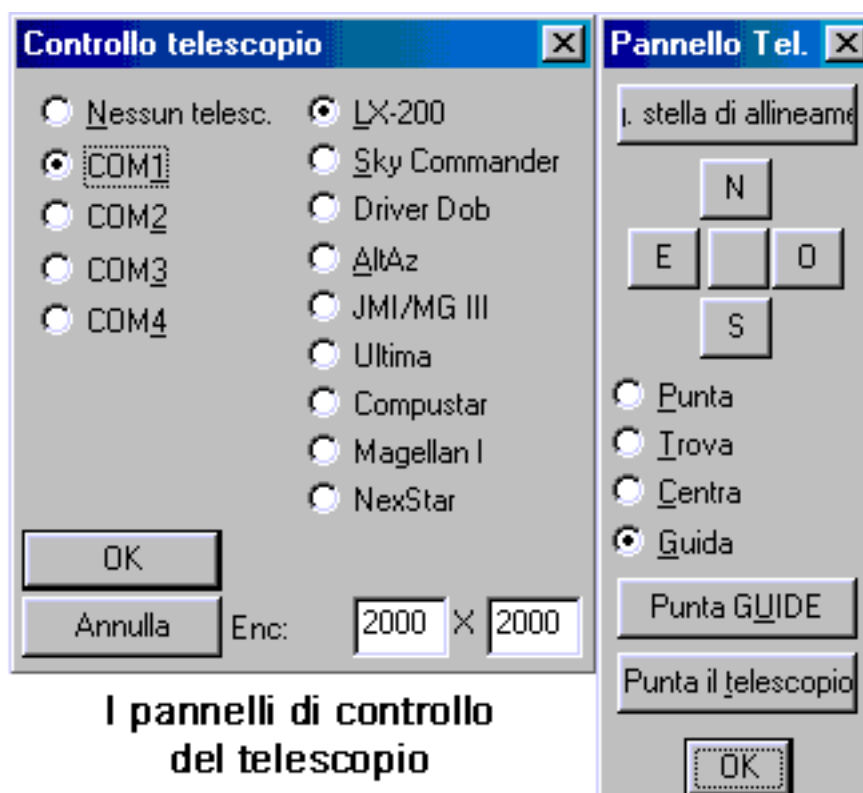 Controllo telescopio
Nessun telesc.
COM1
COM2
COM3
COM4
LX-200
Sky Commander
Driver Dob
AltAz
JMI/MG III
Ultima
Compustar
Magellan I
NexStar
OK
Annulla
Enc:
2000 X 2000
I pannelli di controllo
del telescopio
Pannello Tel.
stella di allineame
N
E
O
S
Punta
Trova
Centra
Guida
Punta GUIDE
Punta il telescopio
OK